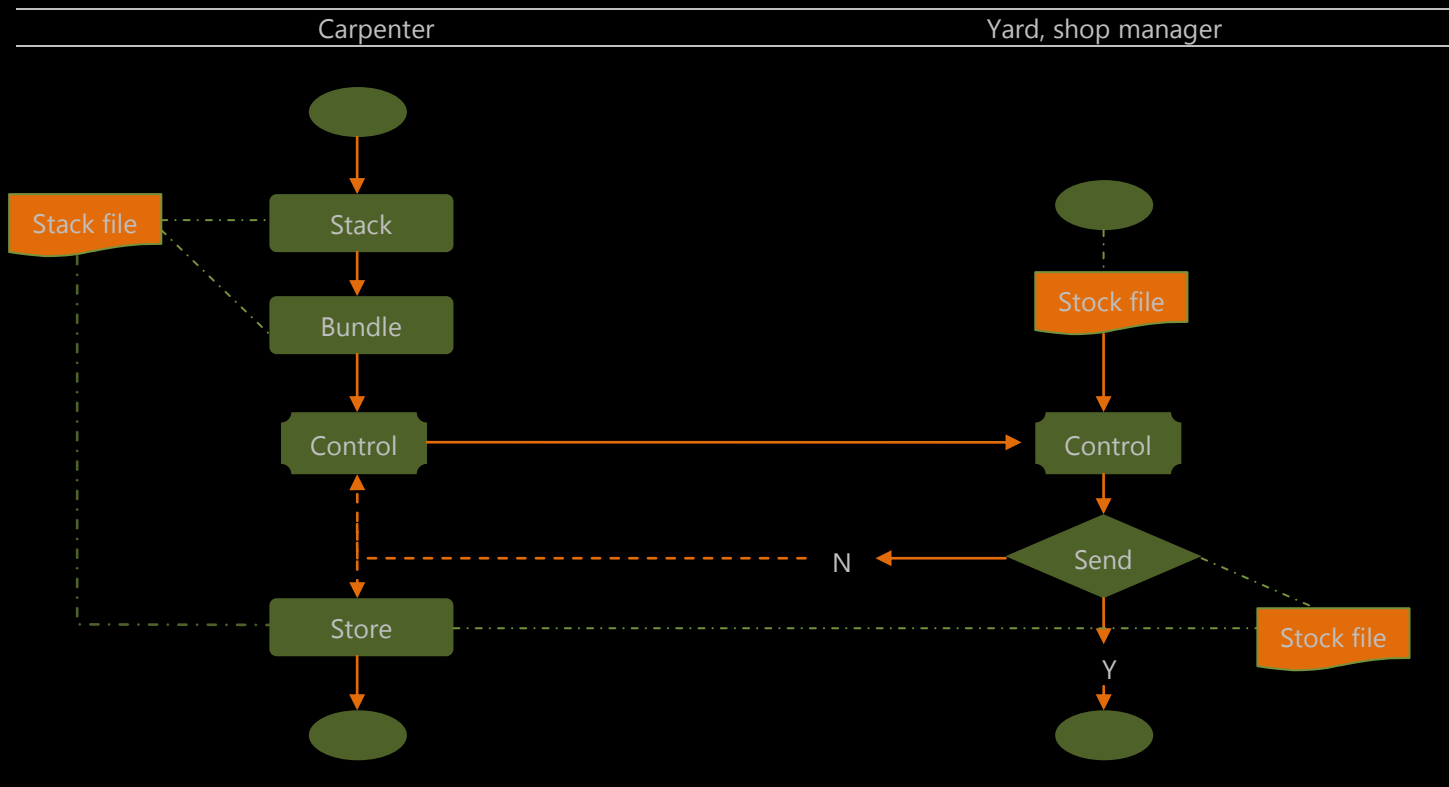 Carpenter
Yard, shop manager
Stack file
Stack
Stock file
Bundle
Control
Control
N
Send
Store
Stock file
Y